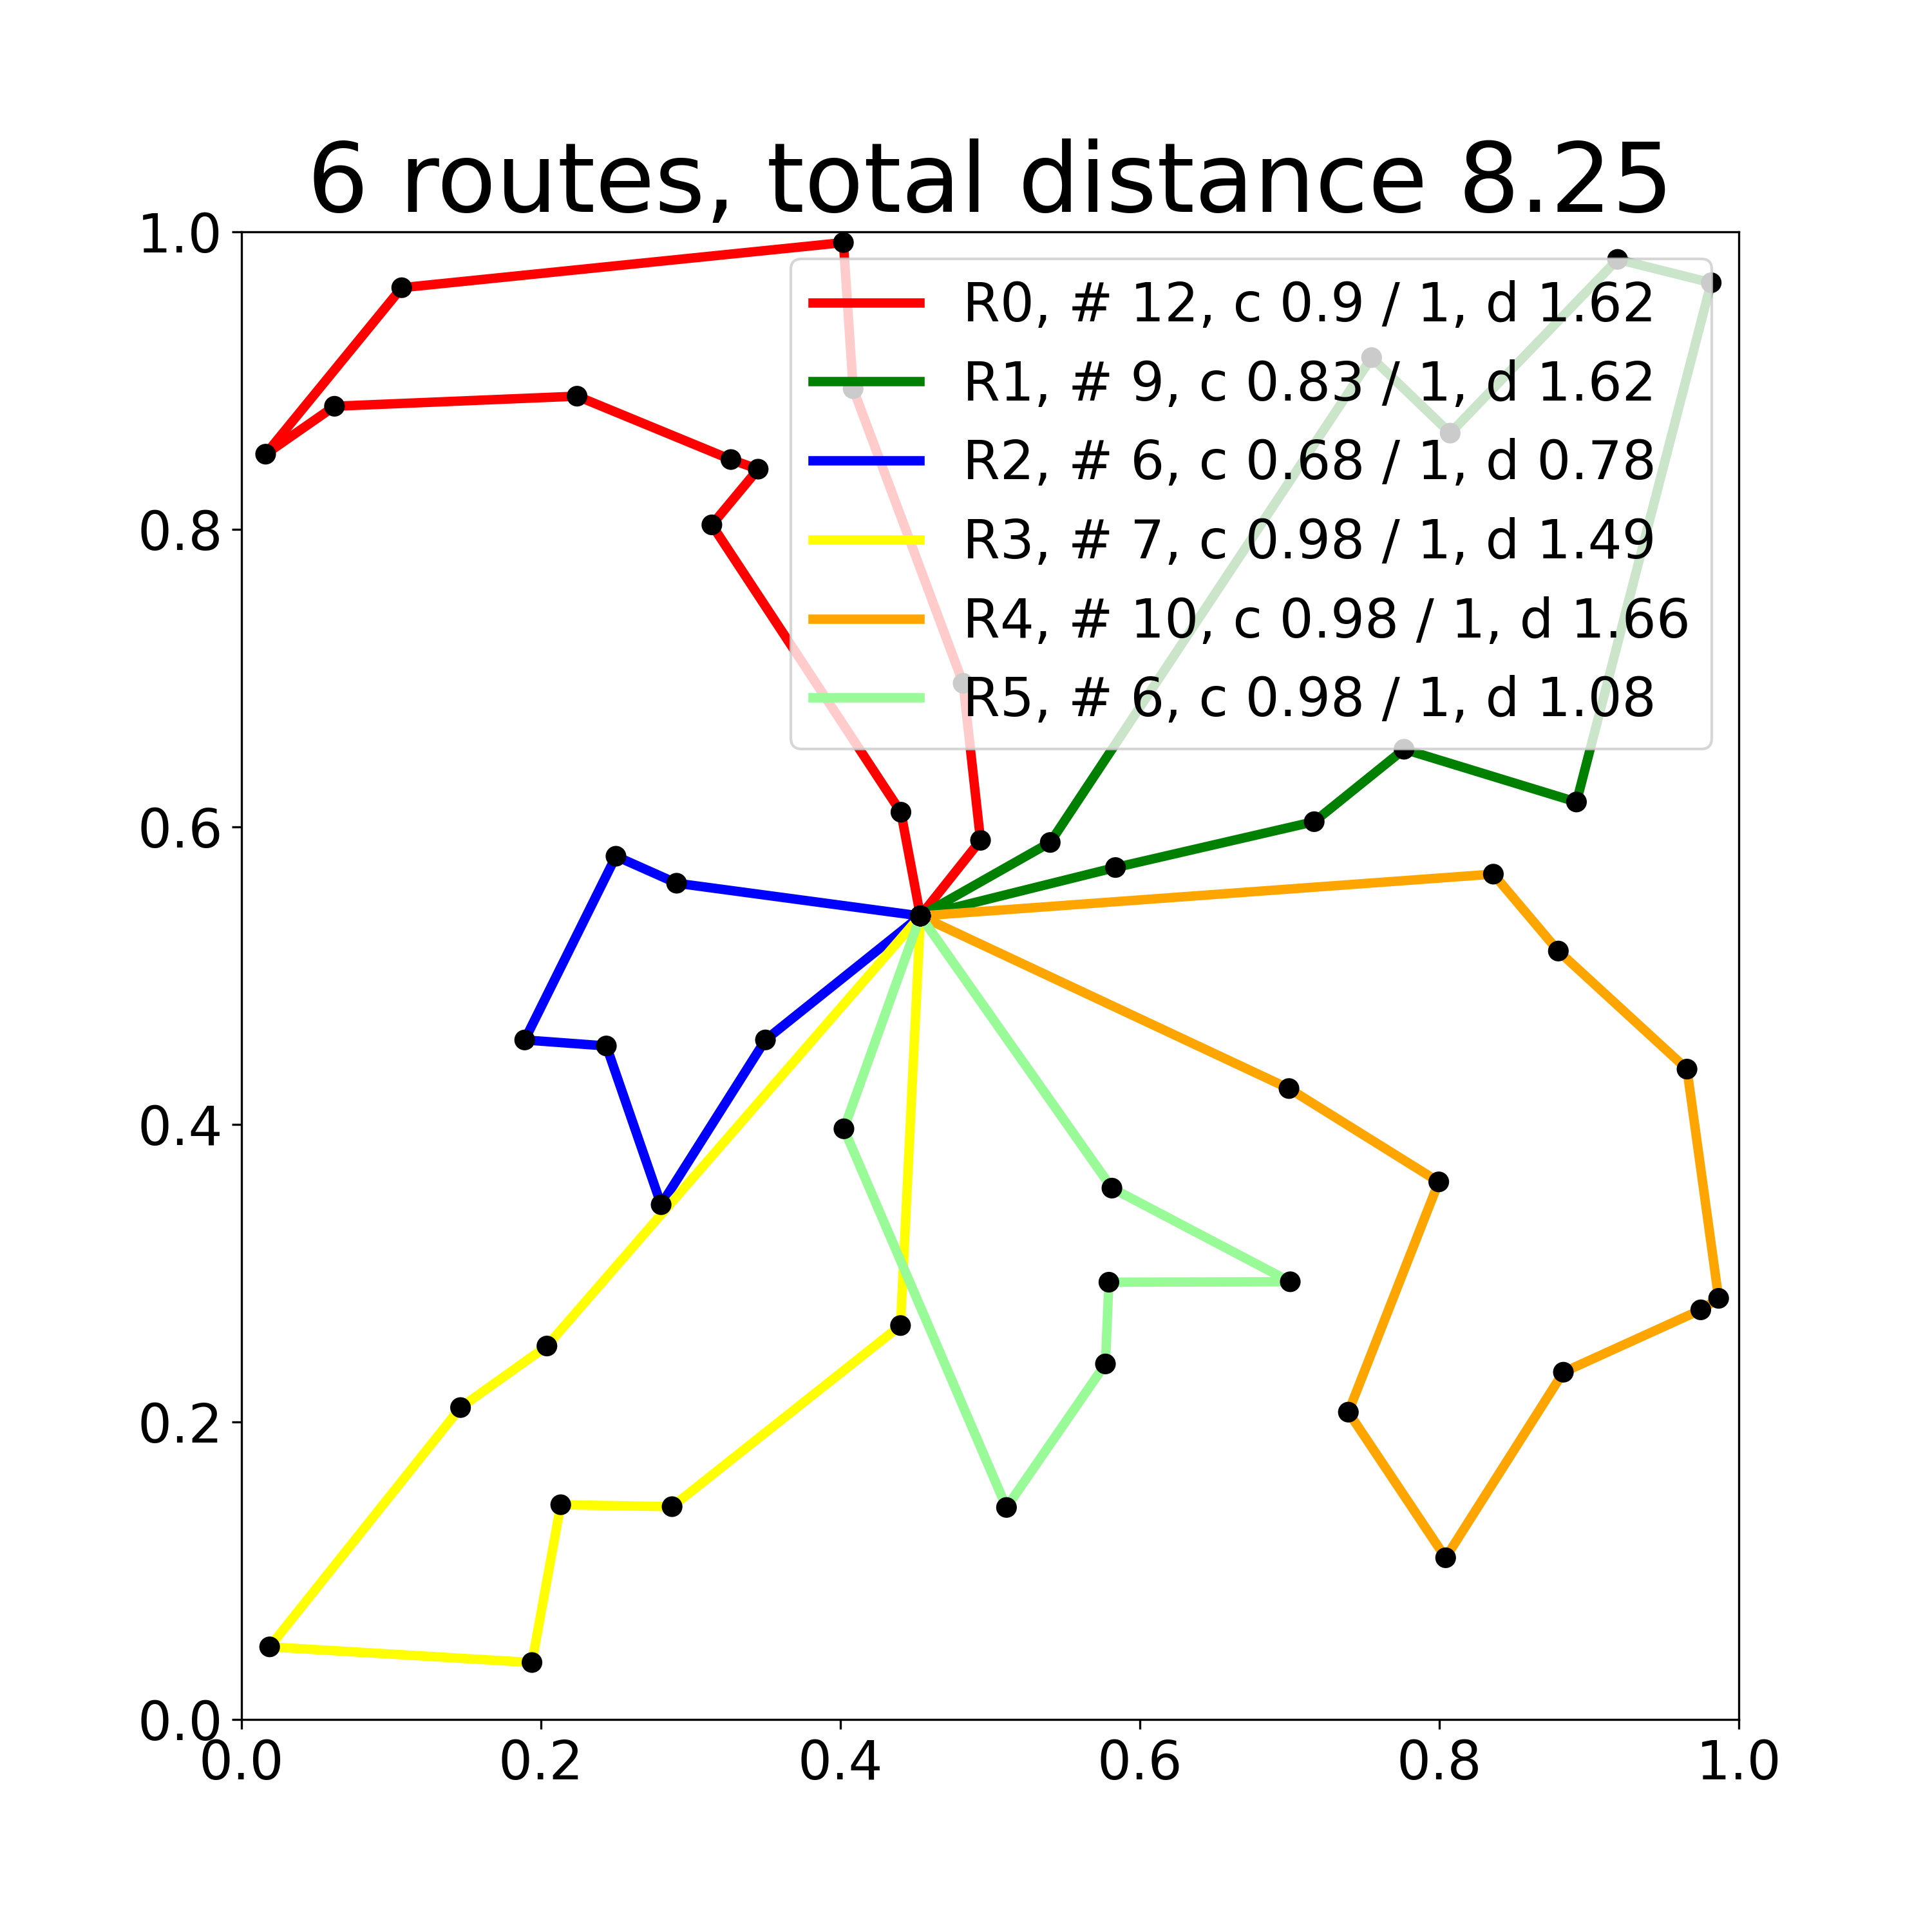 6 routes, total distance 8.25
1.0
R0, # 12, c 0.9 / 1, d 1.62
R1, # 9, c 0.83 / 1, d 1.62
R2, # 6, c 0.68 / 1, d 0.78
0.8
R3, # 7, c 0.98 / 1, d 1.49
R4, # 10, c 0.98 / 1, d 1.66
R5, # 6, c 0.98 / 1, d 1.08
0.6
0.4
0.2
0.0
0.0 0.2 0.4 0.6 0.8 1.0